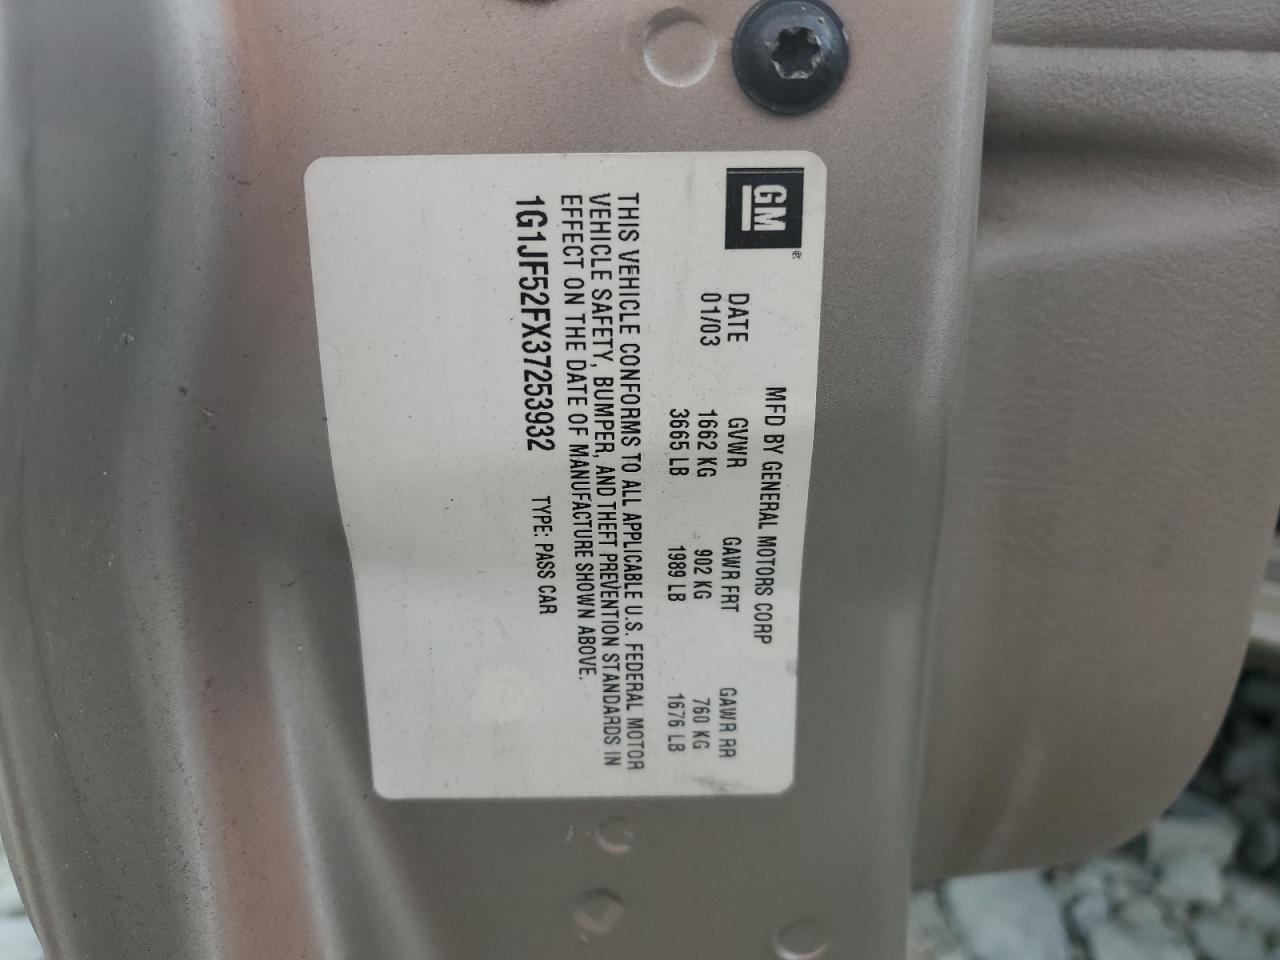 GM®
MFD BY GENERAL MOTORS CORP
DATE GVWR GAWR FRT GAWR RR
01/03 1662 KG 902 KG 760 KG
3665 LB 1989 LB 1676 LB
THIS VEHICLE CONFORMS TO ALL APPLICABLE U.S. FEDERAL MOTOR
VEHICLE SAFETY, BUMPER, AND THEFT PREVENTION STANDARDS IN
EFFECT ON THE DATE OF MANUFACTURE SHOWN ABOVE.
1G1JF52FX37253932 TYPE: PASS CAR